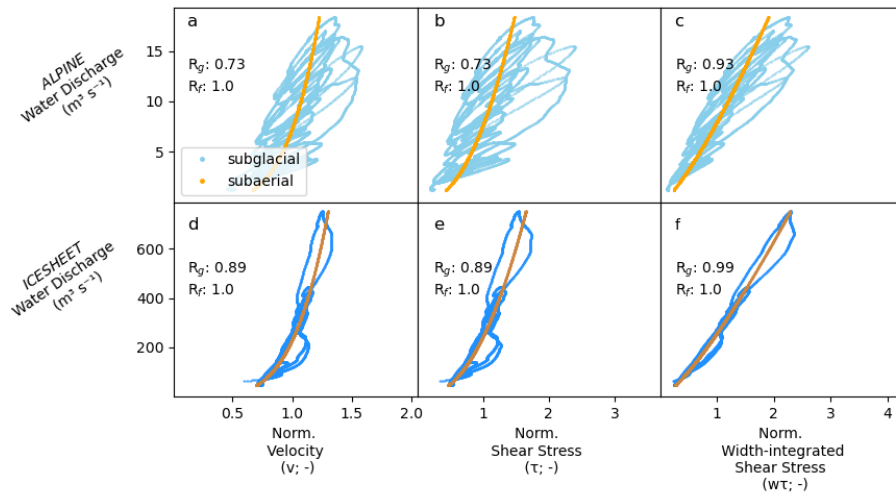 a
b
c
ALPINE
Water Discharge
(m³ s⁻¹)
15
10
5
R_g: 0.73
R_f: 1.0
R_g: 0.73
R_f: 1.0
R_g: 0.93
R_f: 1.0
subglacial
subaerial
d
e
f
ICESHEET
Water Discharge
(m³ s⁻¹)
600
400
200
R_g: 0.89
R_f: 1.0
R_g: 0.89
R_f: 1.0
R_g: 0.99
R_f: 1.0
0.5 1.0 1.5 2.0
1 2 3
1 2 3 4
Norm.
Velocity
(v; -)
Norm.
Shear Stress
(τ; -)
Norm.
Width-integrated
Shear Stress
(wτ; -)